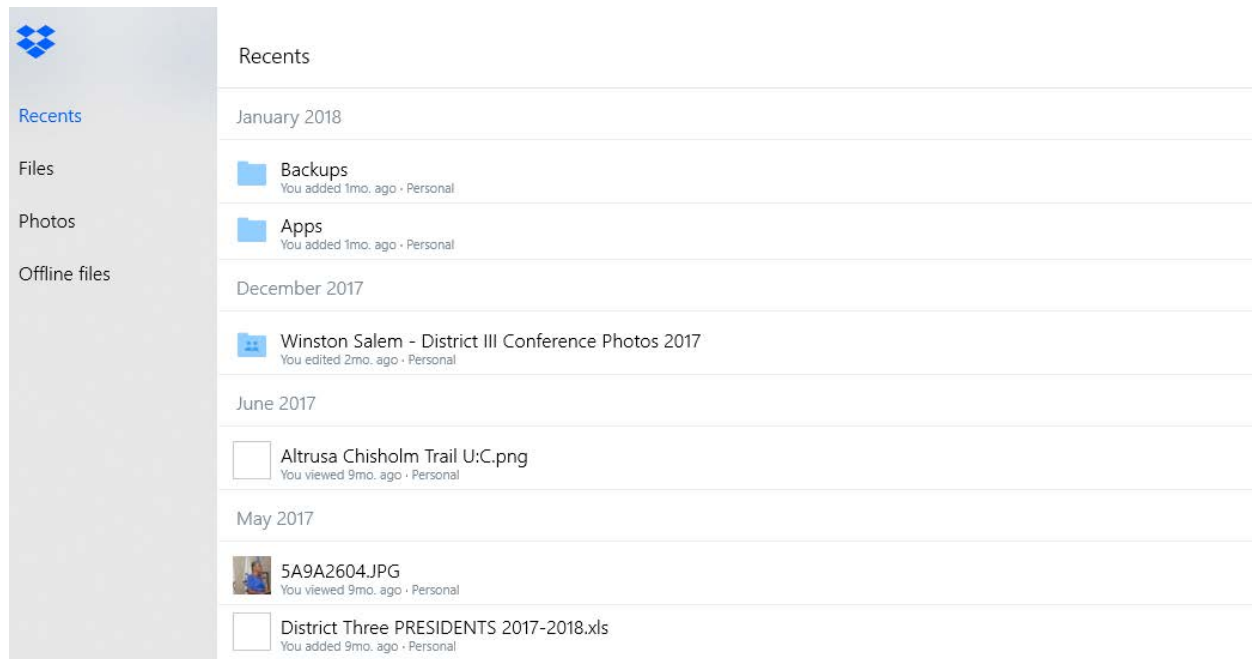 Recents
Files
Photos
Offline files
Recents
January 2018
Backups
You added 1mo. ago · Personal
Apps
You added 1mo. ago · Personal
December 2017
Winston Salem - District III Conference Photos 2017
You edited 2mo. ago · Personal
June 2017
Altrusa Chisholm Trail U:C.png
You viewed 9mo. ago · Personal
May 2017
5A9A2604.JPG
You viewed 9mo. ago · Personal
District Three PRESIDENTS 2017-2018.xls
You added 9mo. ago · Personal